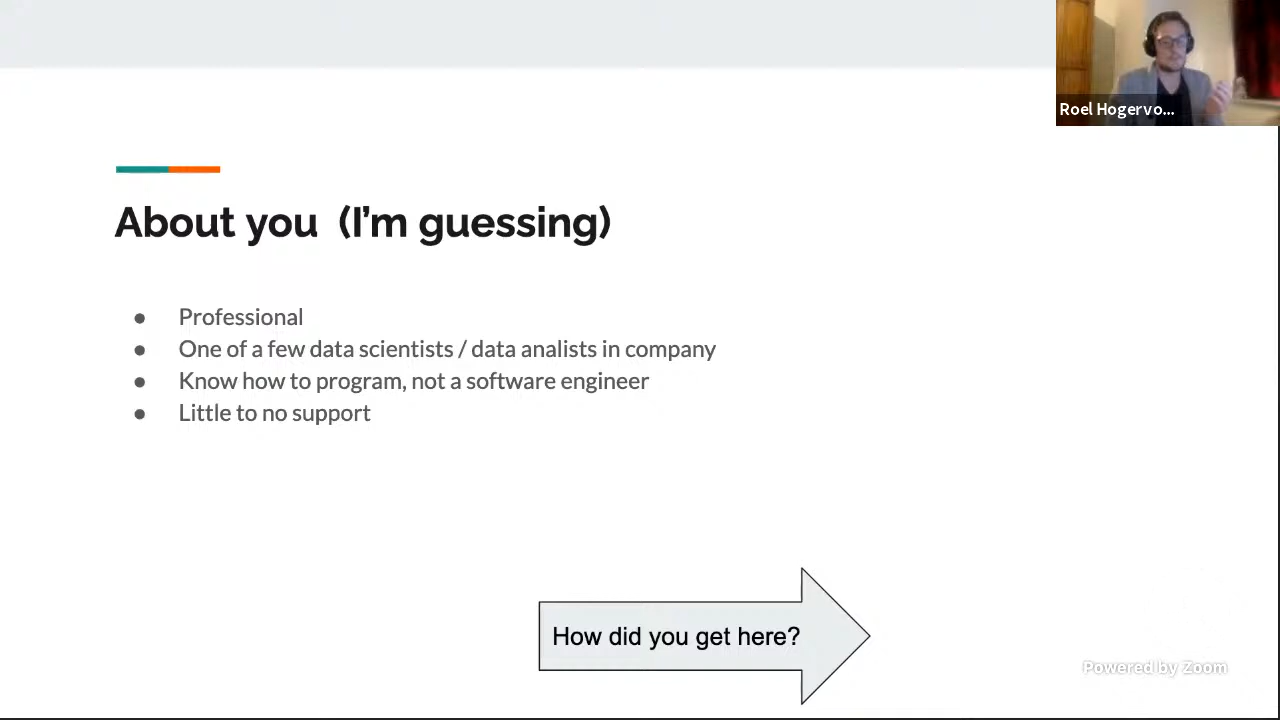 Roel Hogervo...
About you (I'm guessing)
● Professional
● One of a few data scientists / data analists in company
● Know how to program, not a software engineer
● Little to no support
How did you get here?
Powered by Zoom